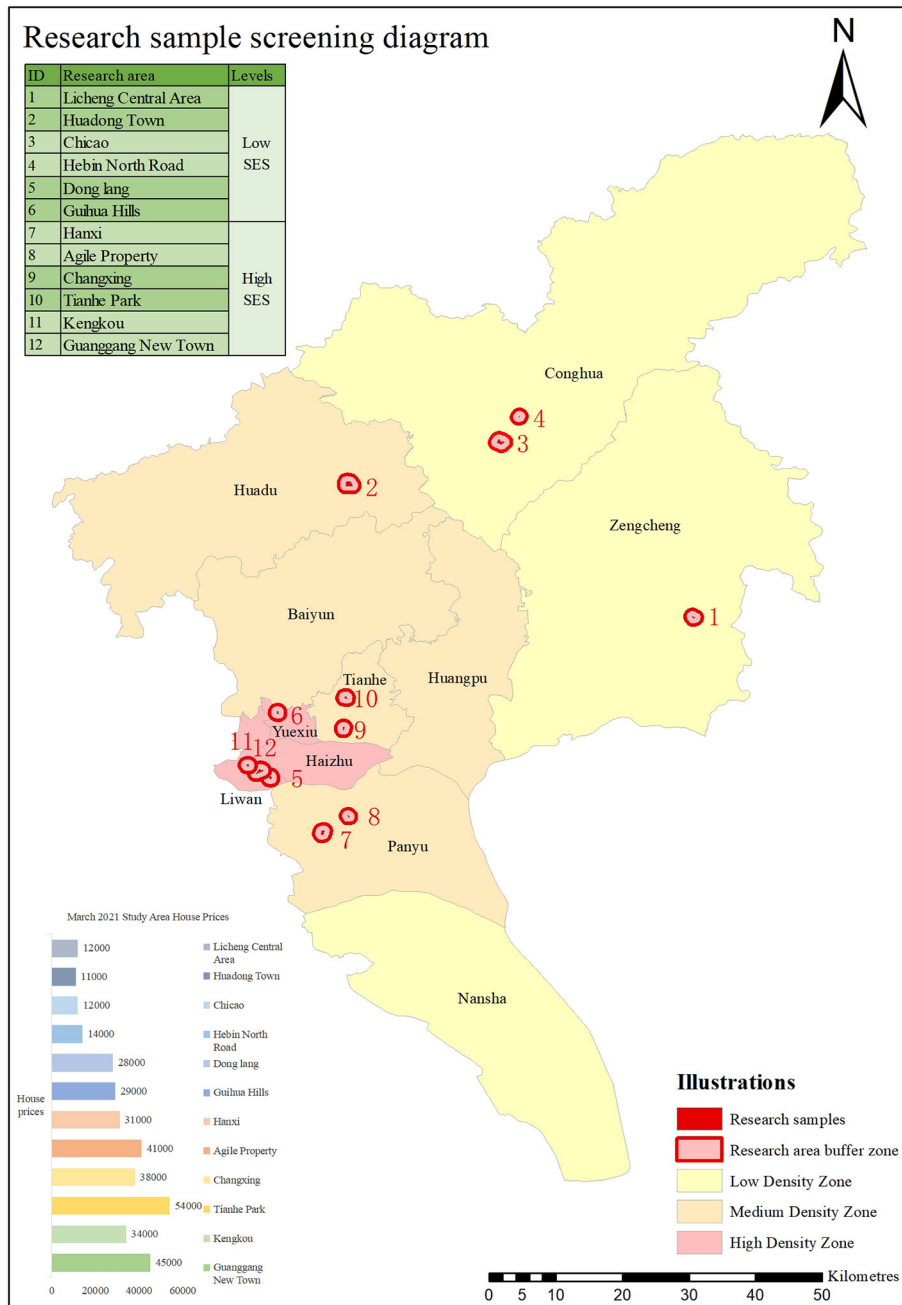 Research sample screening diagram
N
ID Research area Levels
1 Licheng Central Area
2 Huadong Town
3 Chicao
4 Hebin North Road
5 Dong lang
6 Guihua Hills
Low
SES
7 Hanxi
8 Agile Property
9 Changxing
10 Tianhe Park
11 Kengkou
12 Guanggang New Town
High
SES
Conghua
4
3
Huadu
2
Zengcheng
Baiyun
1
Tianhe
Huangpu
10
6
Yuexiu
9
11
12
Haizhu
5
Liwan
8
7
Panyu
Nansha
March 2021 Study Area House Prices
12000
Licheng Central
Area
11000
Huadong Town
12000
Chicao
14000
Hebin North
Road
28000
Dong lang
29000
Guihua Hills
House
prices
31000
Hanxi
41000
Agile Property
38000
Changxing
54000
Tianhe Park
34000
Kengkou
45000
Guanggang
New Town
0 20000 40000 60000
Illustrations
Research samples
Research area buffer zone
Low Density Zone
Medium Density Zone
High Density Zone
Kilometres
0 5 10 20 30 40 50